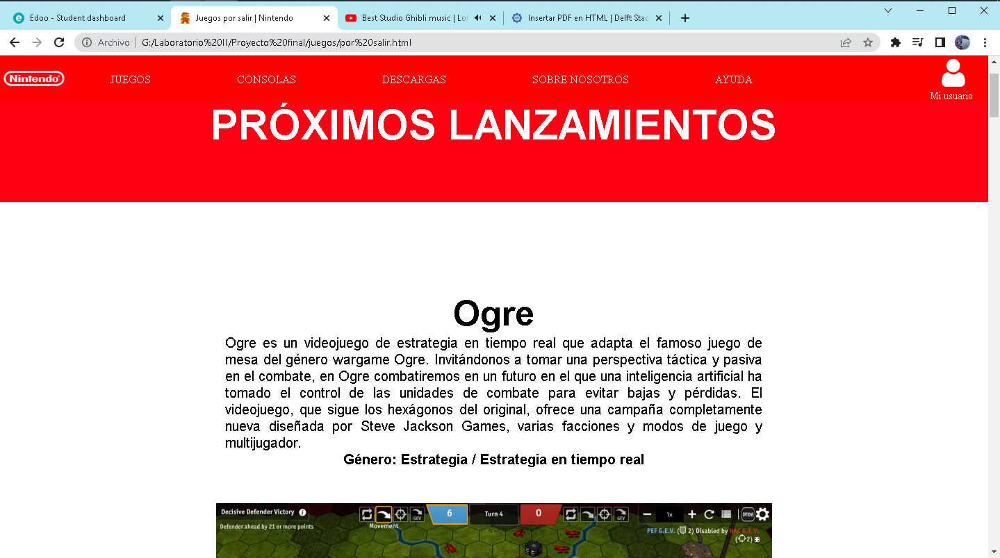 Edoo - Student dashboard
Juegos por salir | Nintendo
Best Studio Ghibli music | Lof
Insertar PDF en HTML | Delft Stac
Archivo
G:/Laboratorio%20II/Proyecto%20final/juegos/por%20salir.html
Nintendo
JUEGOS
CONSOLAS
DESCARGAS
SOBRE NOSOTROS
AYUDA
Mi usuario
PRÓXIMOS LANZAMIENTOS
Ogre
Ogre es un videojuego de estrategia en tiempo real que adapta el famoso juego de
mesa del género wargame Ogre. Invitándonos a tomar una perspectiva táctica y pasiva
en el combate, en Ogre combatiremos en un futuro en el que una inteligencia artificial ha
tomado el control de las unidades de combate para evitar bajas y pérdidas. El
videojuego, que sigue los hexágonos del original, ofrece una campaña completamente
nueva diseñada por Steve Jackson Games, varias facciones y modos de juego y
multijugador.
Género: Estrategia / Estrategia en tiempo real
Decisive Defender Victory
Defender ahead by 21 or more points
Movement
GEV
6
Turn 4
0
GEV
1x
OPTIONS
PEF G.E.V. (2) Disabled by NAC G.E.V.
(2)